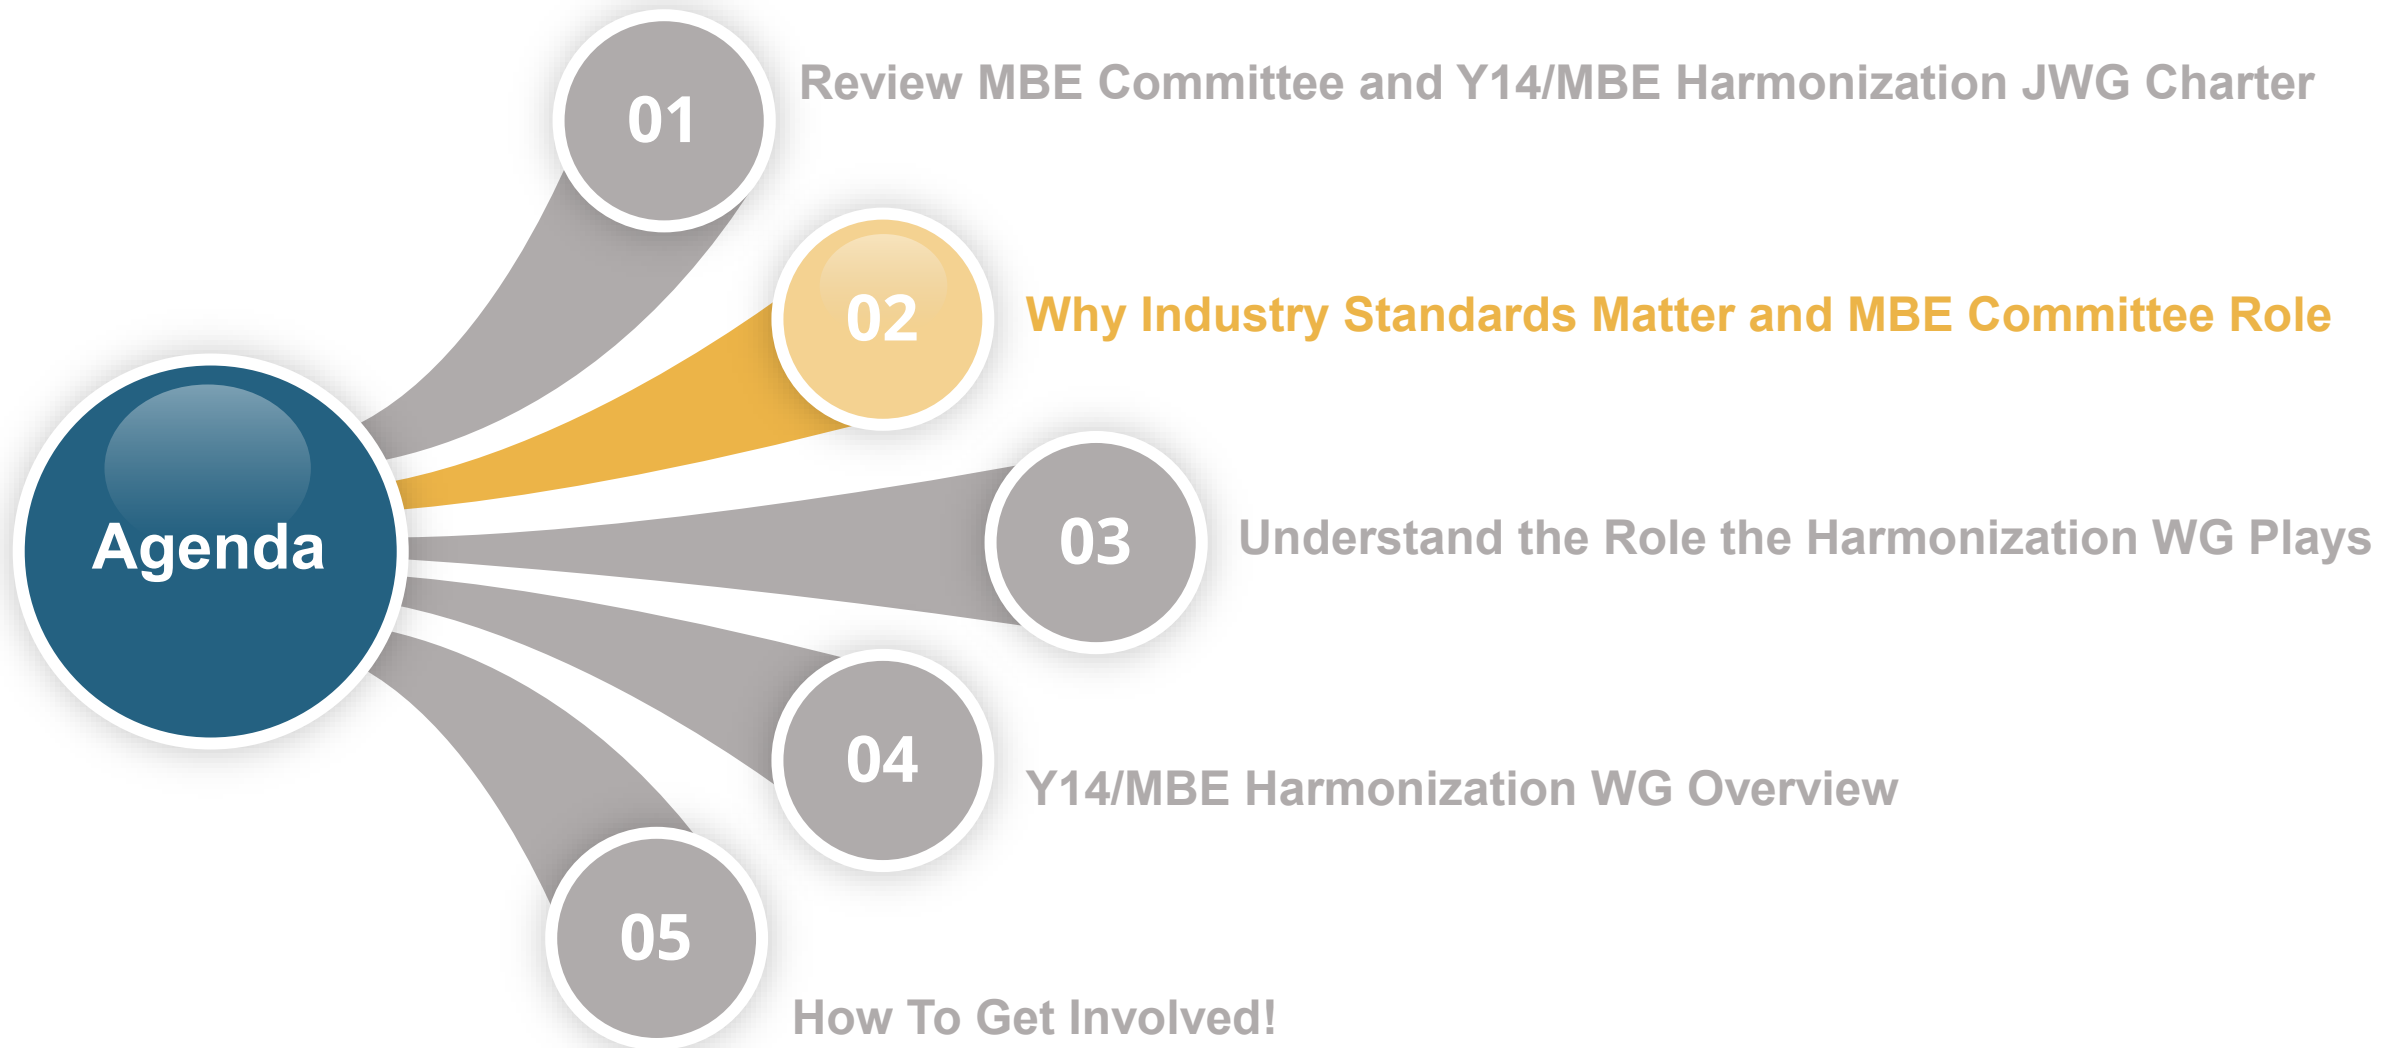 01
Review MBE Committee and Y14/MBE Harmonization JWG Charter
02
Why Industry Standards Matter and MBE Committee Role
Agenda
03
Understand the Role the Harmonization WG Plays
04
Y14/MBE Harmonization WG Overview
05
How To Get Involved!